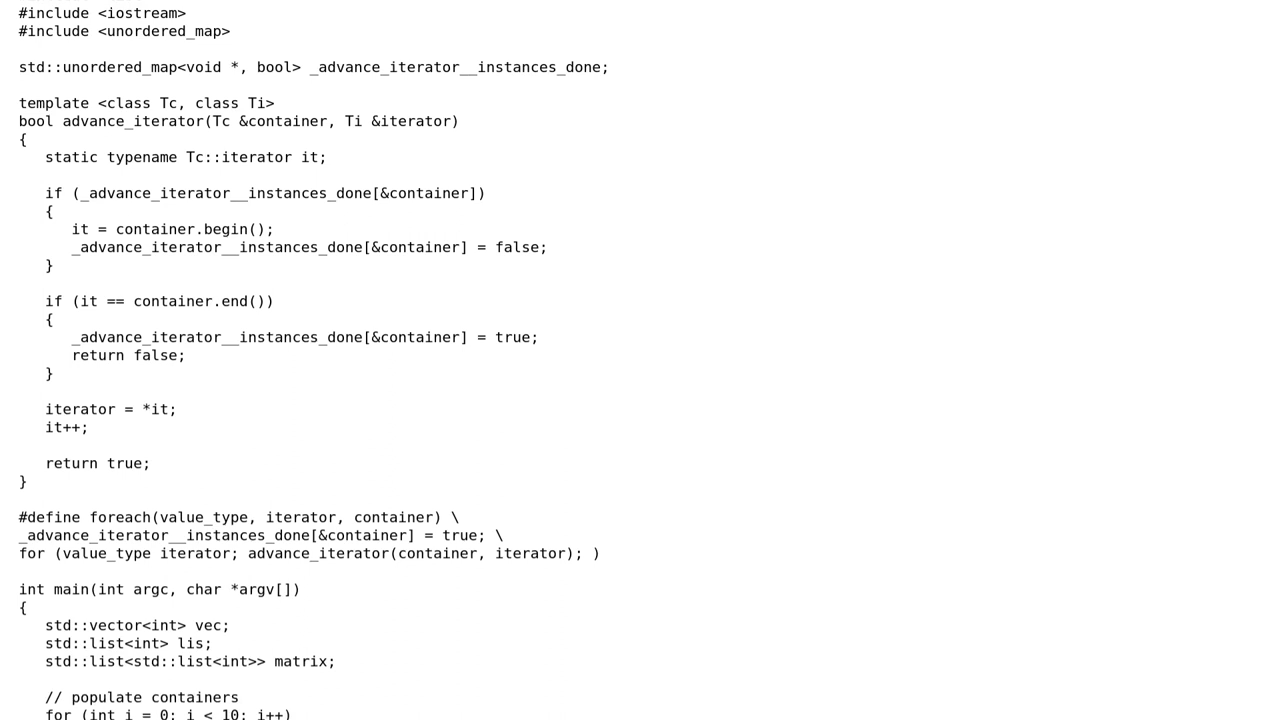 #include <iostream>
#include <unordered_map>
std::unordered_map<void *, bool> _advance_iterator__instances_done;
template <class Tc, class Ti>
bool advance_iterator(Tc &container, Ti &iterator)
{
   static typename Tc::iterator it;
   if (_advance_iterator__instances_done[&container])
   {
      it = container.begin();
      _advance_iterator__instances_done[&container] = false;
   }
   if (it == container.end())
   {
      _advance_iterator__instances_done[&container] = true;
      return false;
   }
   iterator = *it;
   it++;
   return true;
}
#define foreach(value_type, iterator, container) \
_advance_iterator__instances_done[&container] = true; \
for (value_type iterator; advance_iterator(container, iterator); )
int main(int argc, char *argv[])
{
   std::vector<int> vec;
   std::list<int> lis;
   std::list<std::list<int>> matrix;
   // populate containers
   for (int i = 0; i < 10; i++)